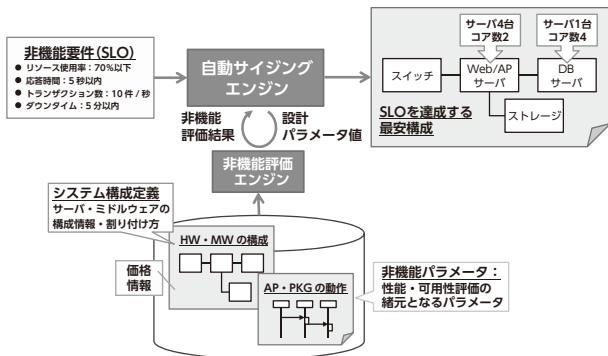 非機能要件(SLO)
● リソース使用率：70%以下
● 応答時間：5秒以内
● トランザクション数：10件/秒
● ダウンタイム：5分以内
自動サイジング
エンジン
サーバ4台
コア数2
サーバ1台
コア数4
スイッチ
Web/AP
サーバ
DB
サーバ
ストレージ
SLOを達成する
最安構成
非機能
評価結果
設計
パラメータ値
非機能評価
エンジン
システム構成定義
サーバ・ミドルウェアの
構成情報・割り付け方
HW・MWの構成
価格
情報
AP・PKGの動作
非機能パラメータ：
性能・可用性評価の
緒元となるパラメータ